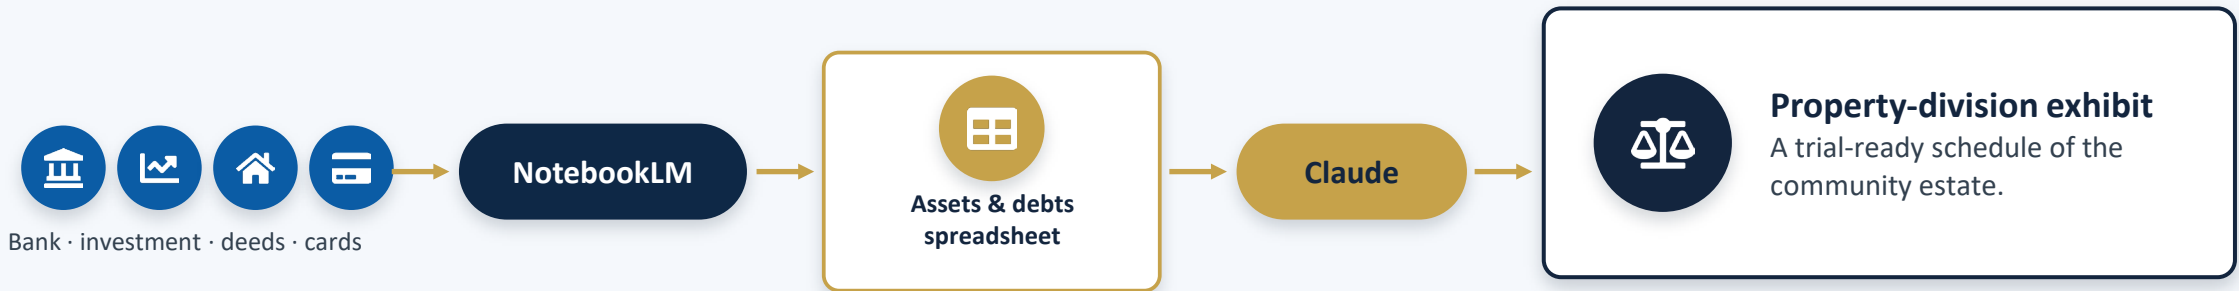 Bank · investment · deeds · cards
NotebookLM
Assets & debts
spreadsheet
Claude
Property-division exhibit
A trial-ready schedule of the
community estate.